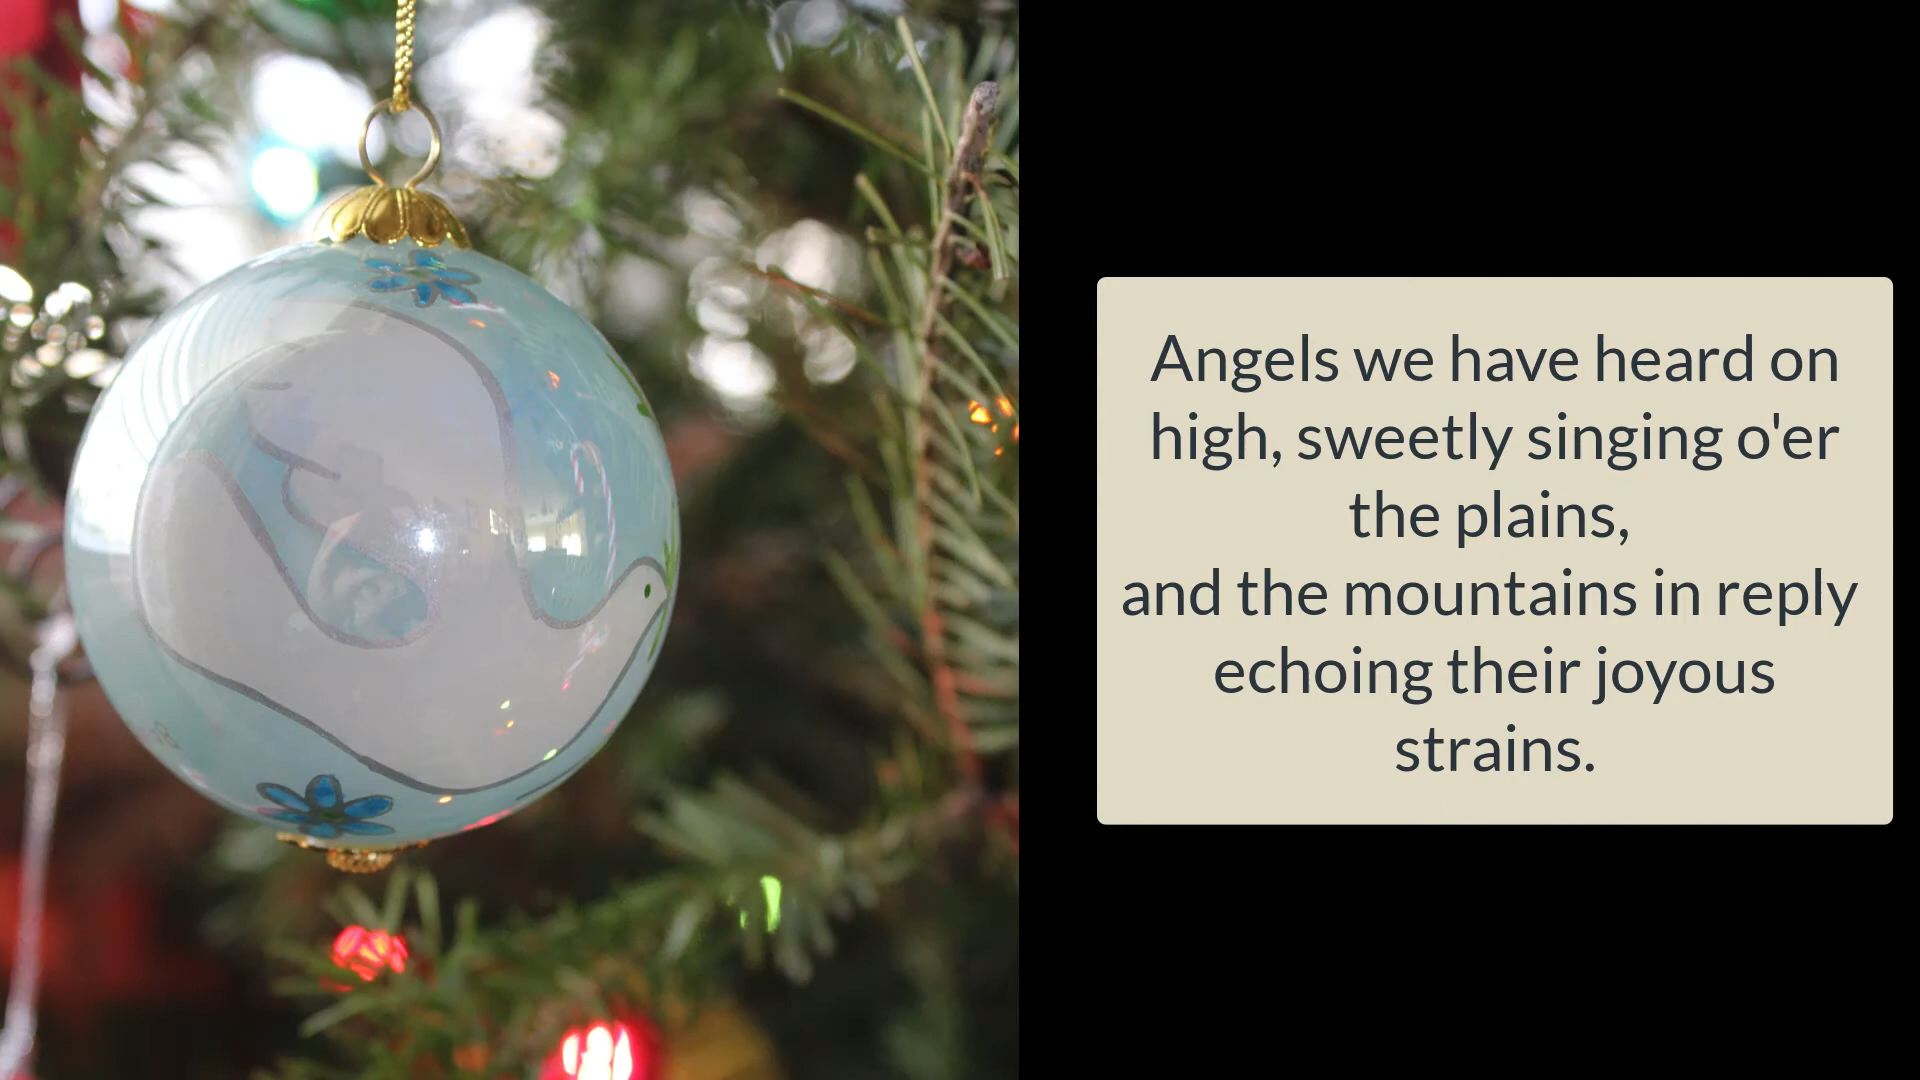 Angels we have heard on
high, sweetly singing o'er
the plains,
and the mountains in reply
echoing their joyous
strains.